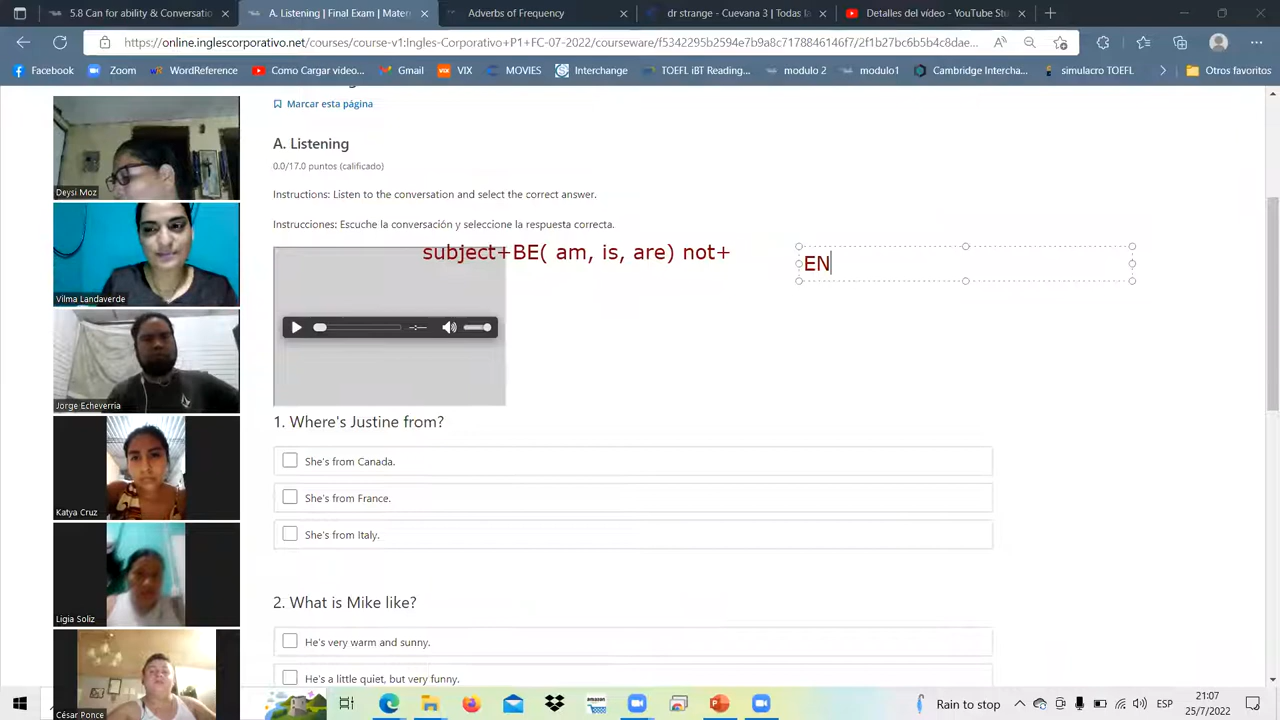 5.8 Can & Conversatio
A. Listening | Final Exam | Mater
Adverbs of Frequency
dr strange - Cuevana 3 | Todas l
Detalles del vídeo - YouTube Stu
https://online.inglescorporativo.net/courses/course-v1:Ingles-Corporativo+P1+FC-07-2022/courseware/f5342295b2594e7b9a8c7178846146f7/2f1b27bc6b5b4c8dae...
Facebook
Zoom
WordReference
Como Cargar vídeo...
Gmail
VIX
MOVIES
Interchange
TOEFL iBT Reading...
modulo 2
modulo1
Cambridge Interch...
simulacro TOEFL
Otros favoritos
Marcar esta página
A. Listening
0.0/17.0 puntos (calificado)
Instructions: Listen to the conversation and select the correct answer.
Instrucciones: Escuche la conversación y seleccione la respuesta correcta.
subject+BE( am, is, are) not+
EN
1. Where's Justine from?
She's from Canada.
She's from France.
She's from Italy.
2. What is Mike like?
He's very warm and sunny.
He's a little quiet, but very funny.
Deysi Moz
Vilma Landaverde
Jorge Echeverría
Katya Cruz
Ligia Soliz
César Ponce
Rain to stop
ESP
21:07
25/7/2022